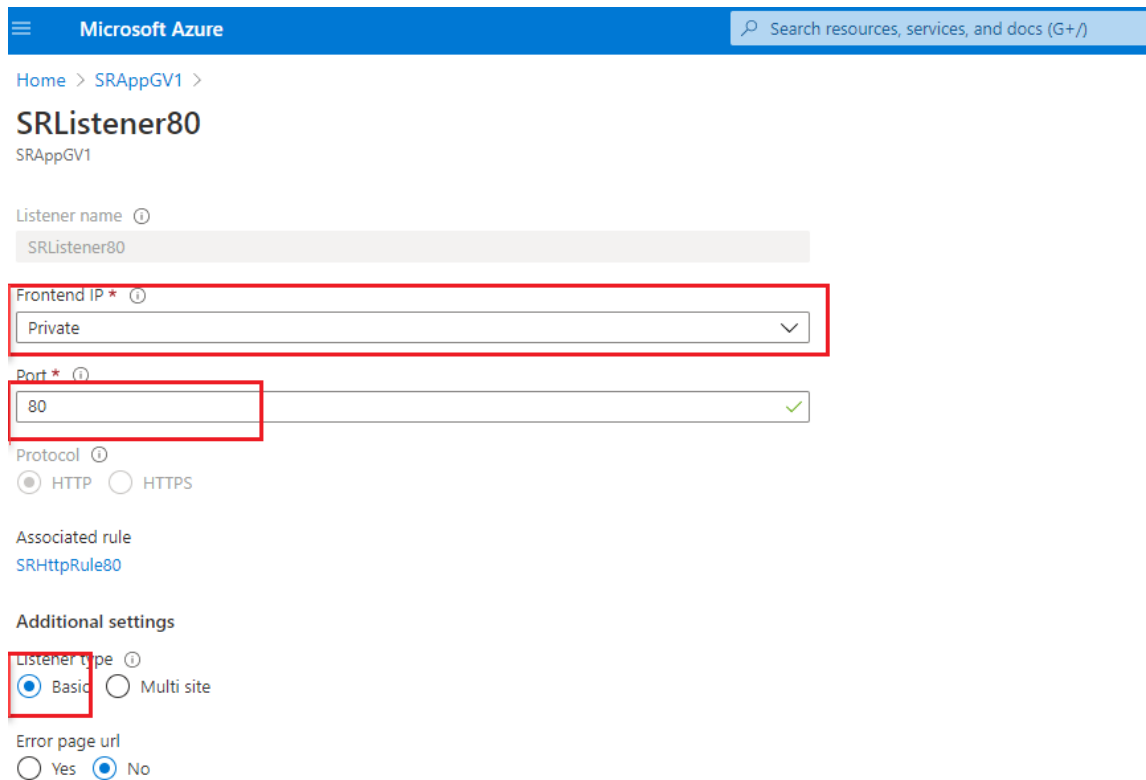 Microsoft Azure
Search resources, services, and docs (G+/)
Home > SRAppGV1 >
SRListener80
SRAppGV1
Listener name
SRListener80
Frontend IP *
Private
Port *
80
Protocol
HTTP HTTPS
Associated rule
SRHttpRule80
Additional settings
Listener type
Basic Multi site
Error page url
Yes No